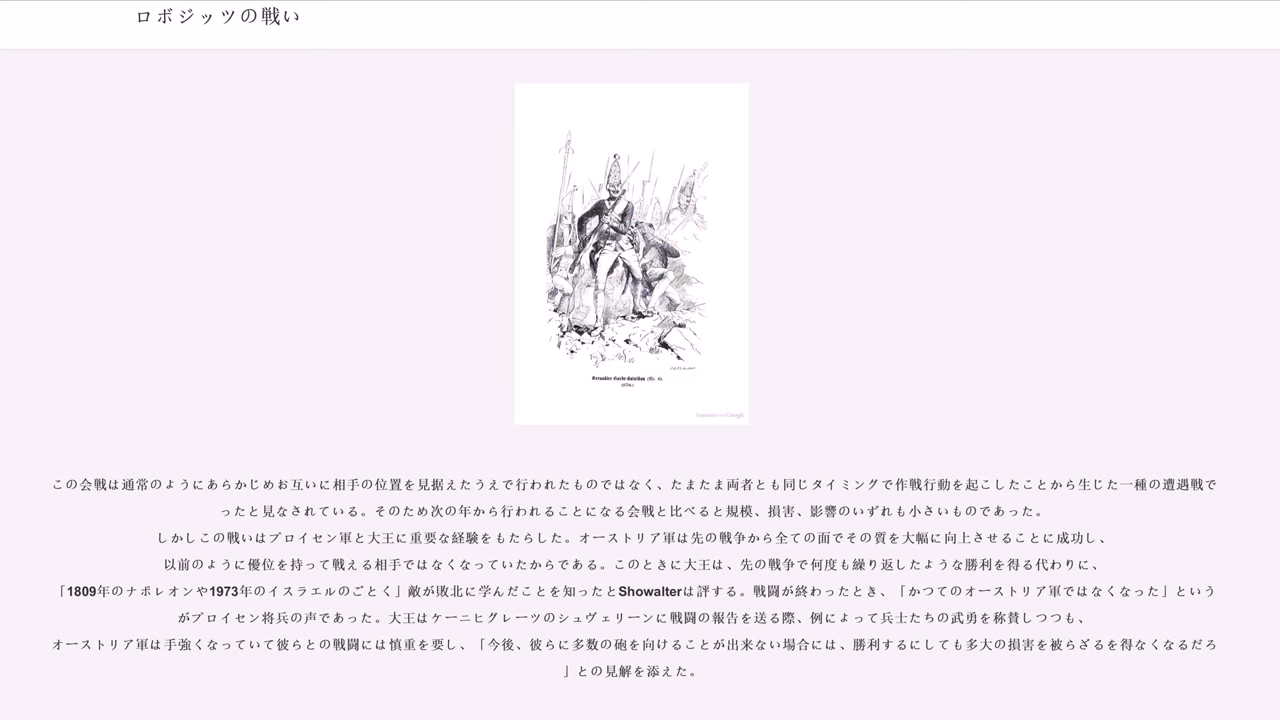 ロボジッツの戦い
Grenadier-Garde-Bataillon (Nr. 6).
(1756.)
この会戦は通常のようにあらかじめお互いに相手の位置を見据えたうえで行われたものではなく、たまたま両者とも同じタイミングで作戦行動を起こしたことから生じた一種の遭遇戦で
ったと見なされている。そのため次の年から行われることになる会戦と比べると規模、損害、影響のいずれも小さいものであった。
しかしこの戦いはプロイセン軍と大王に重要な経験をもたらした。オーストリア軍は先の戦争から全ての面でその質を大幅に向上させることに成功し、
以前のように優位を持って戦える相手ではなくなっていたからである。このときに大王は、先の戦争で何度も繰り返したような勝利を得る代わりに、
「1809年のナポレオンや1973年のイスラエルのごとく」敵が敗北に学んだことを知ったとShowalterは評する。戦闘が終わったとき、「かつてのオーストリア軍ではなくなった」という
がプロイセン将兵の声であった。大王はケーニヒグレーツのシュヴェリーンに戦闘の報告を送る際、例によって兵士たちの武勇を称賛しつつも、
オーストリア軍は手強くなっていて彼らとの戦闘には慎重を要し、「今後、彼らに多数の砲を向けることが出来ない場合には、勝利するにしても多大の損害を被らざるを得なくなるだろ
」との見解を添えた。